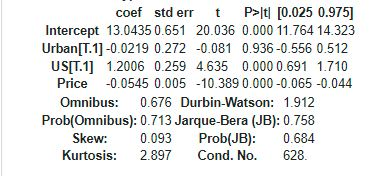 coef std err t P>|t| [0.025 0.975]
Intercept 13.0435 0.651 20.036 0.000 11.764 14.323
Urban[T.1] -0.0219 0.272 -0.081 0.936 -0.556 0.512
US[T.1] 1.2006 0.259 4.635 0.000 0.691 1.710
Price -0.0545 0.005 -10.389 0.000 -0.065 -0.044
Omnibus: 0.676 Durbin-Watson: 1.912
Prob(Omnibus): 0.713 Jarque-Bera (JB): 0.758
Skew: 0.093 Prob(JB): 0.684
Kurtosis: 2.897 Cond. No. 628.